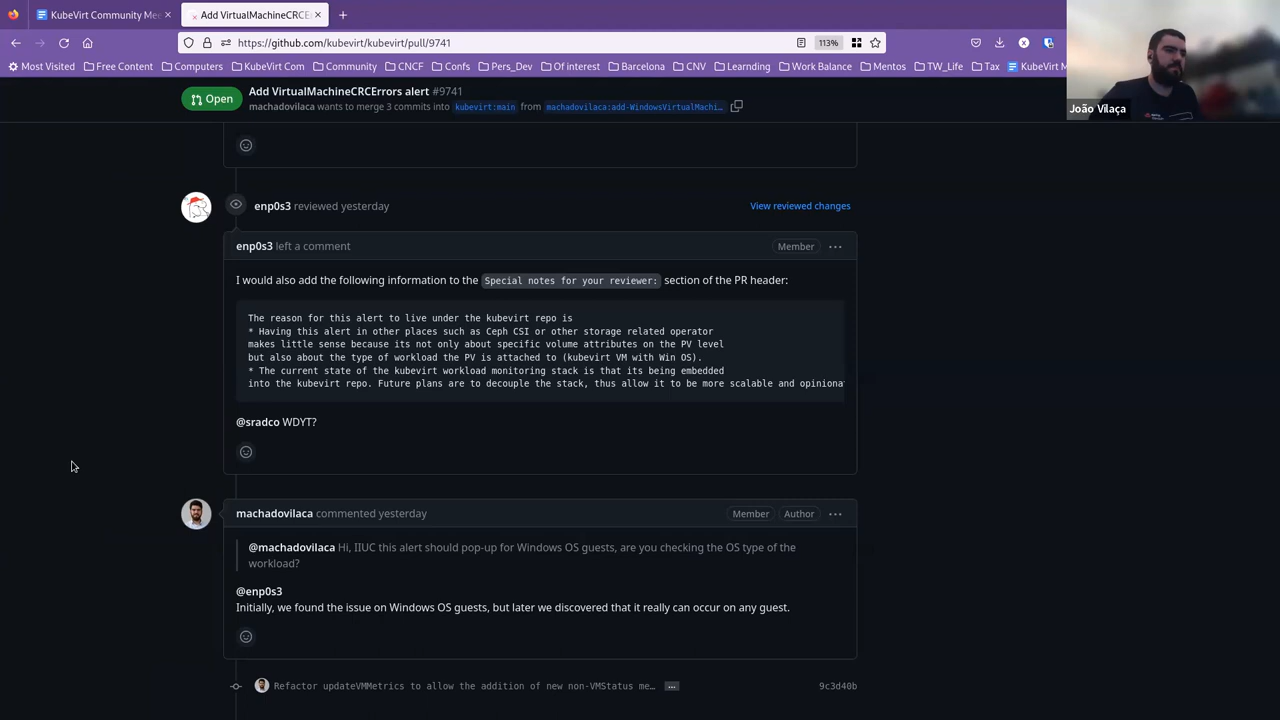 KubeVirt Community Mee
Add VirtualMachineCRCE
https://github.com/kubevirt/kubevirt/pull/9741
113%
Most Visited
Free Content
Computers
KubeVirt Com
Community
CNCF
Confs
Pers_Dev
Of interest
Barcelona
CNV
Learnding
Work Balance
Mentos
TW_Life
Tax
KubeVirt M
João Vilaça
Open
Add VirtualMachineCRCErrors alert #9741
machadovilaca wants to merge 3 commits into kubevirt:main from machadovilaca:add-WindowsVirtualMachi…
enp0s3 reviewed yesterday
View reviewed changes
enp0s3 left a comment
Member
I would also add the following information to the Special notes for your reviewer: section of the PR header:
The reason for this alert to live under the kubevirt repo is
* Having this alert in other places such as Ceph CSI or other storage related operator
makes little sense because its not only about specific volume attributes on the PV level
but also about the type of workload the PV is attached to (kubevirt VM with Win OS).
* The current state of the kubevirt workload monitoring stack is that its being embedded
into the kubevirt repo. Future plans are to decouple the stack, thus allow it to be more scalable and opinionat
@sradco WDYT?
machadovilaca commented yesterday
Member
Author
@machadovilaca Hi, IIUC this alert should pop-up for Windows OS guests, are you checking the OS type of the
workload?
@enp0s3
Initially, we found the issue on Windows OS guests, but later we discovered that it really can occur on any guest.
Refactor updateVMMetrics to allow the addition of new non-VMStatus me…
9c3d40b